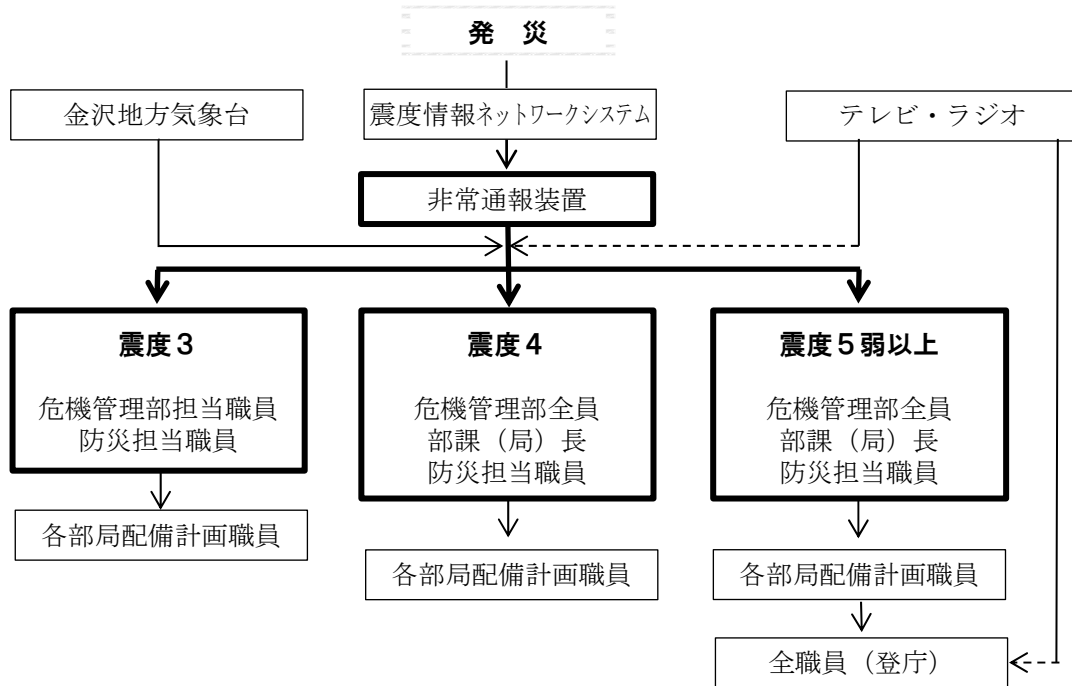 発　災
金沢地方気象台
震度情報ネットワークシステム
テレビ・ラジオ
非常通報装置
震度３
危機管理部担当職員
防災担当職員
各部局配備計画職員
震度４
危機管理部全員
部課（局）長
防災担当職員
各部局配備計画職員
震度５弱以上
危機管理部全員
部課（局）長
防災担当職員
各部局配備計画職員
全職員（登庁）